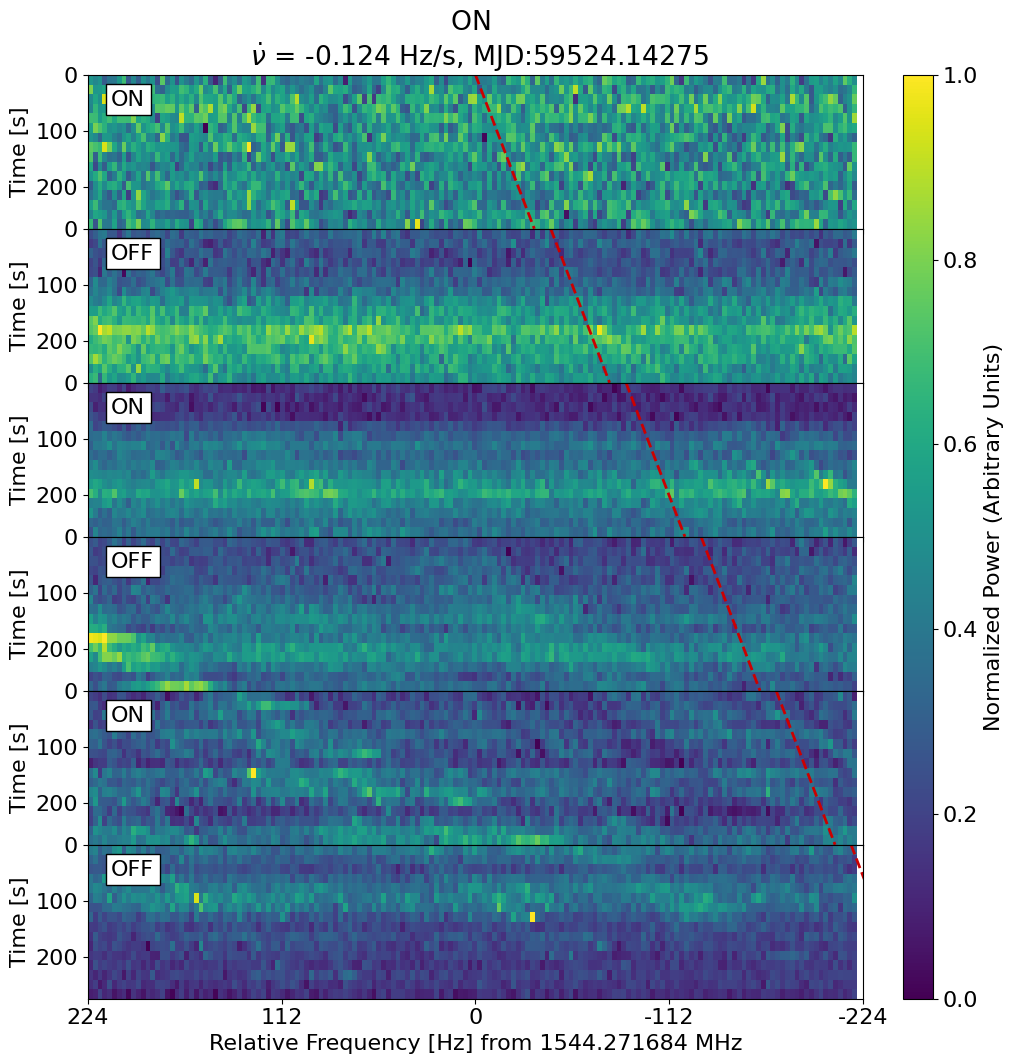 ON
ν̇ = -0.124 Hz/s, MJD:59524.14275
0
100
200
Time [s]
ON
0
100
200
Time [s]
OFF
0
100
200
Time [s]
ON
0
100
200
Time [s]
OFF
0
100
200
Time [s]
ON
0
100
200
Time [s]
OFF
224 112 0 -112 -224
Relative Frequency [Hz] from 1544.271684 MHz
1.0
0.8
0.6
0.4
0.2
0.0
Normalized Power (Arbitrary Units)